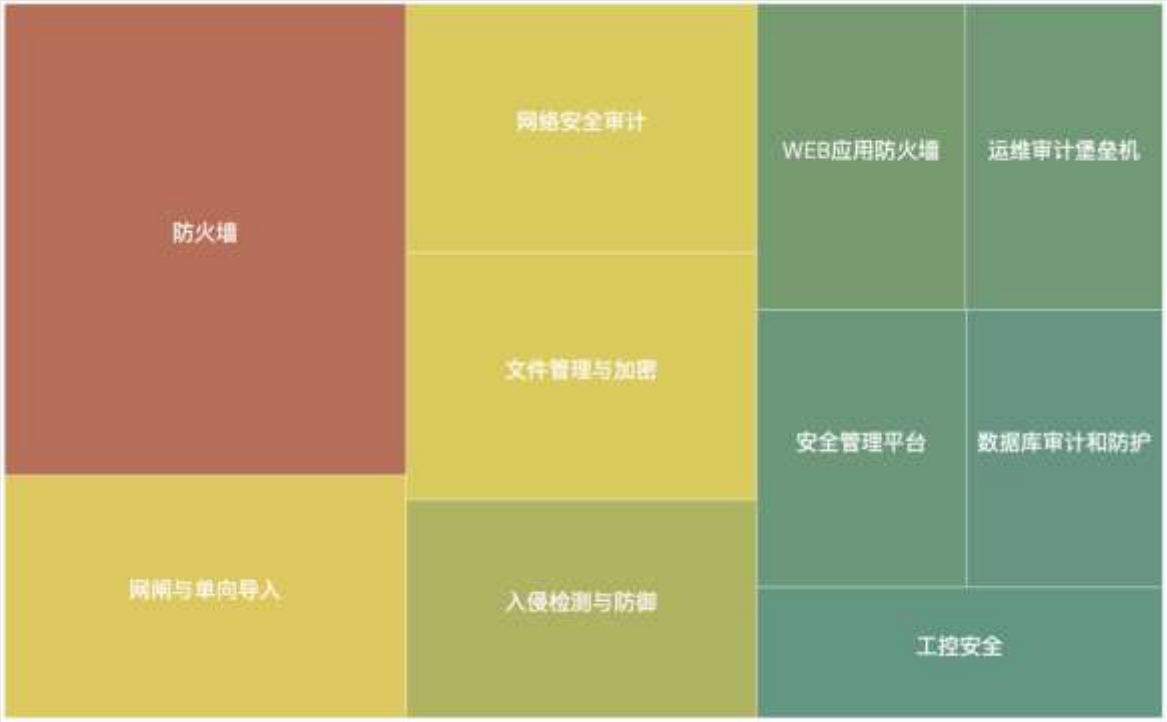 防火墙
网闸与单向导入
网络安全审计
文件管理与加密
入侵检测与防御
WEB应用防火墙
运维审计堡垒机
安全管理平台
数据库审计和防护
工控安全